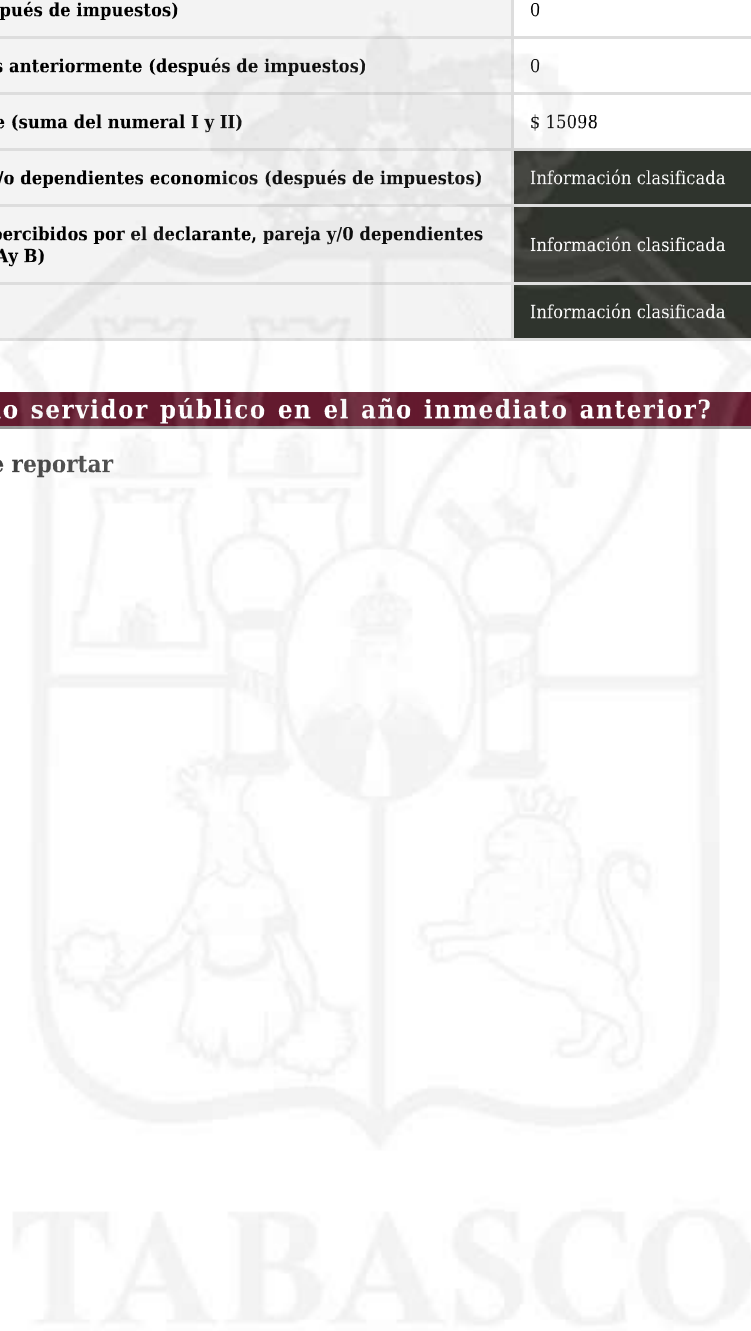 pués de impuestos)
0
s anteriormente (después de impuestos)
0
e (suma del numeral I y II)
$ 15098
/o dependientes economicos (después de impuestos)
Información clasificada
percibidos por el declarante, pareja y/0 dependientes
Información clasificada
Ay B)
Información clasificada
o servidor público en el año inmediato anterior?
e reportar
TABASCO